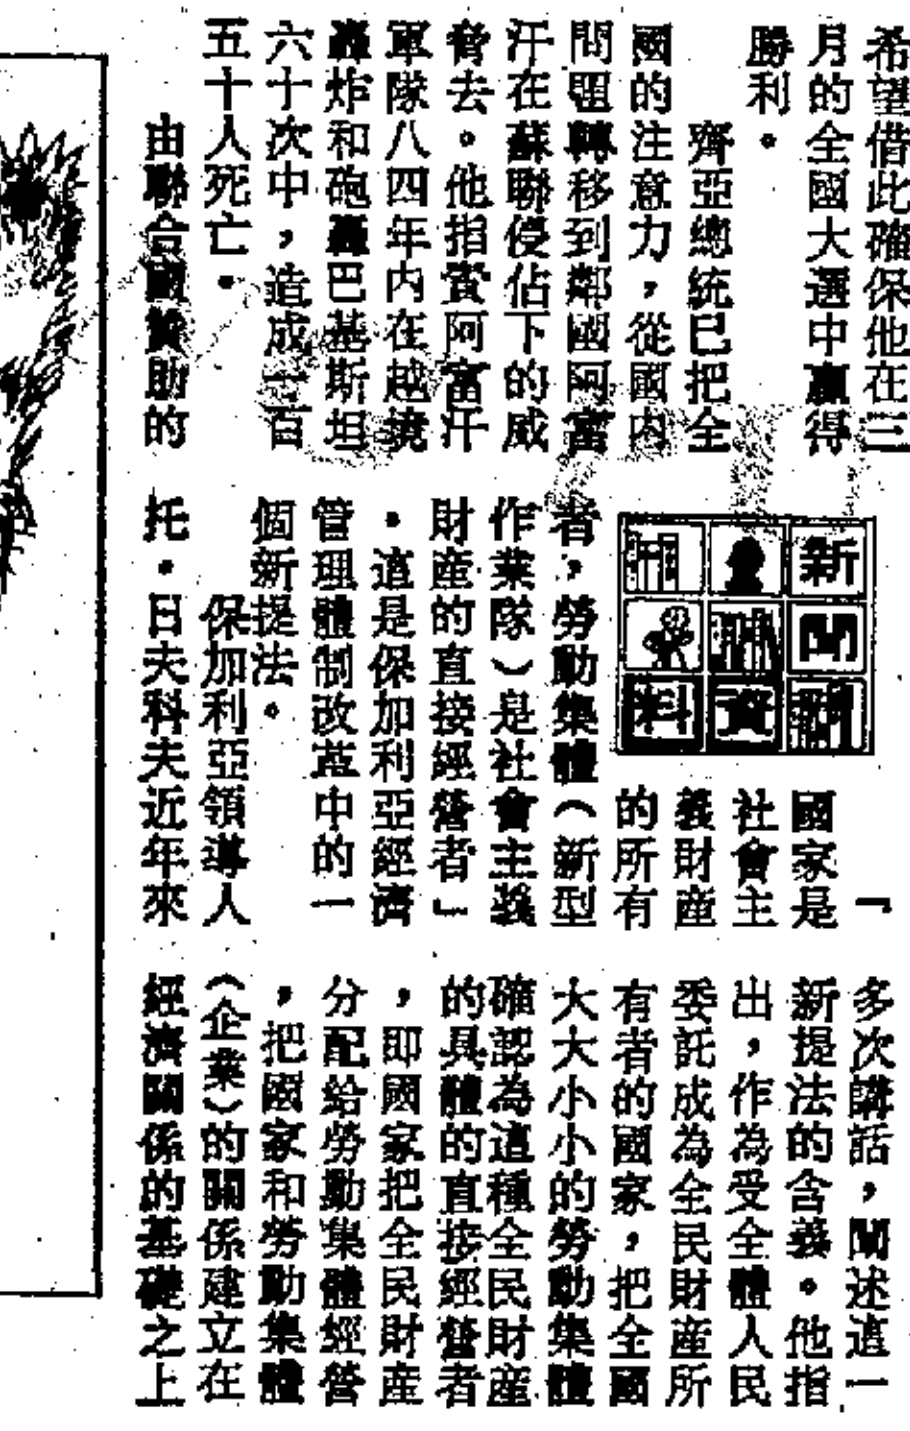 希望借此確保他在三
月的全國大選中贏得
勝利。
齊亞總統已把全
國的注意力，從國內
問題轉移到鄰國阿富
汗在蘇聯侵佔下的威
脅去。他指責阿富汗
軍隊八四年内在越境
轟炸和砲轟巴基斯坦
六十次中，造成一百
五十人死亡。
由聯合國贊助的
新聞
資料
「
國家是
社會主
義財産
的所有
者，勞動集體（新型
作業隊）是社會主義
財産的直接經營者」
。這是保加利亞經濟
管理體制改革中的一
個新提法。
保加利亞領導人
托·日夫科夫近年來
多次講話，闡述這一
新提法的含義。他指
出，作為受全體人民
委託成為全民財産所
有者的國家，把全國
大大小小的勞動集體
確認為這種全民財産
的具體的直接經營者
，即國家把全民財産
分配給勞動集體經營
，把國家和勞動集體
（企業）的關係建立在
經濟關係的基礎之上